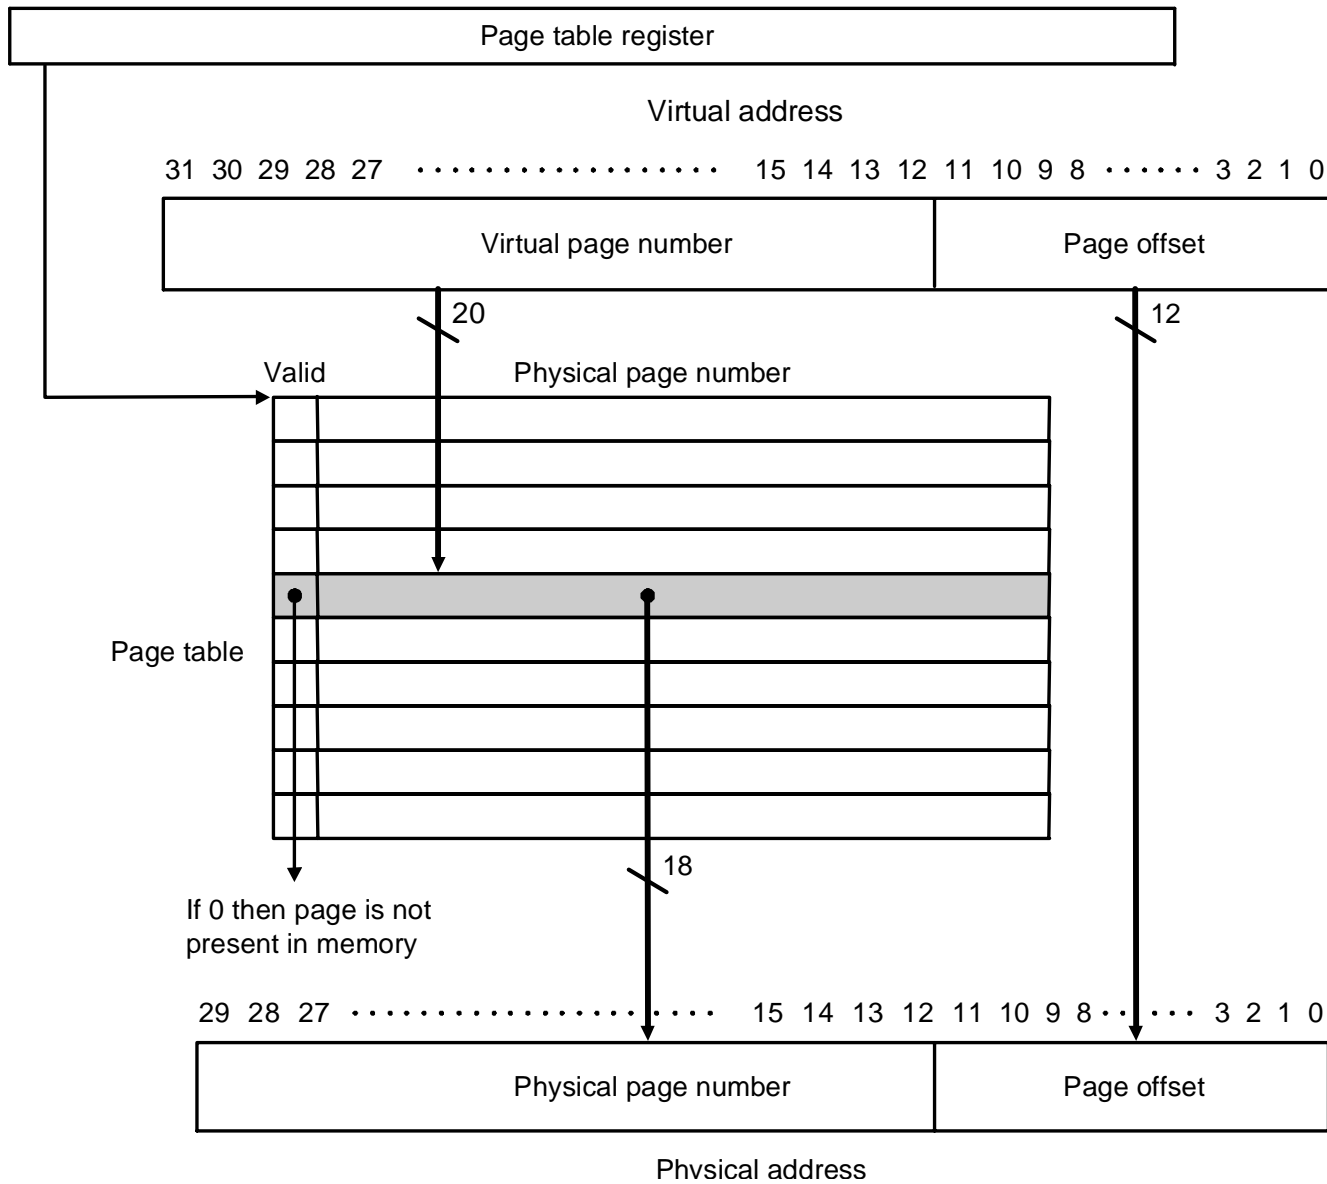 Page table register
Virtual address
31 30 29 28 27 ................. 15 14 13 12 11 10 9 8 ...... 3 2 1 0
Virtual page number Page offset
20 12
Valid Physical page number
Page table
18
If 0 then page is not
present in memory
29 28 27 ..................... 15 14 13 12 11 10 9 8 ...... 3 2 1 0
Physical page number Page offset
Physical address